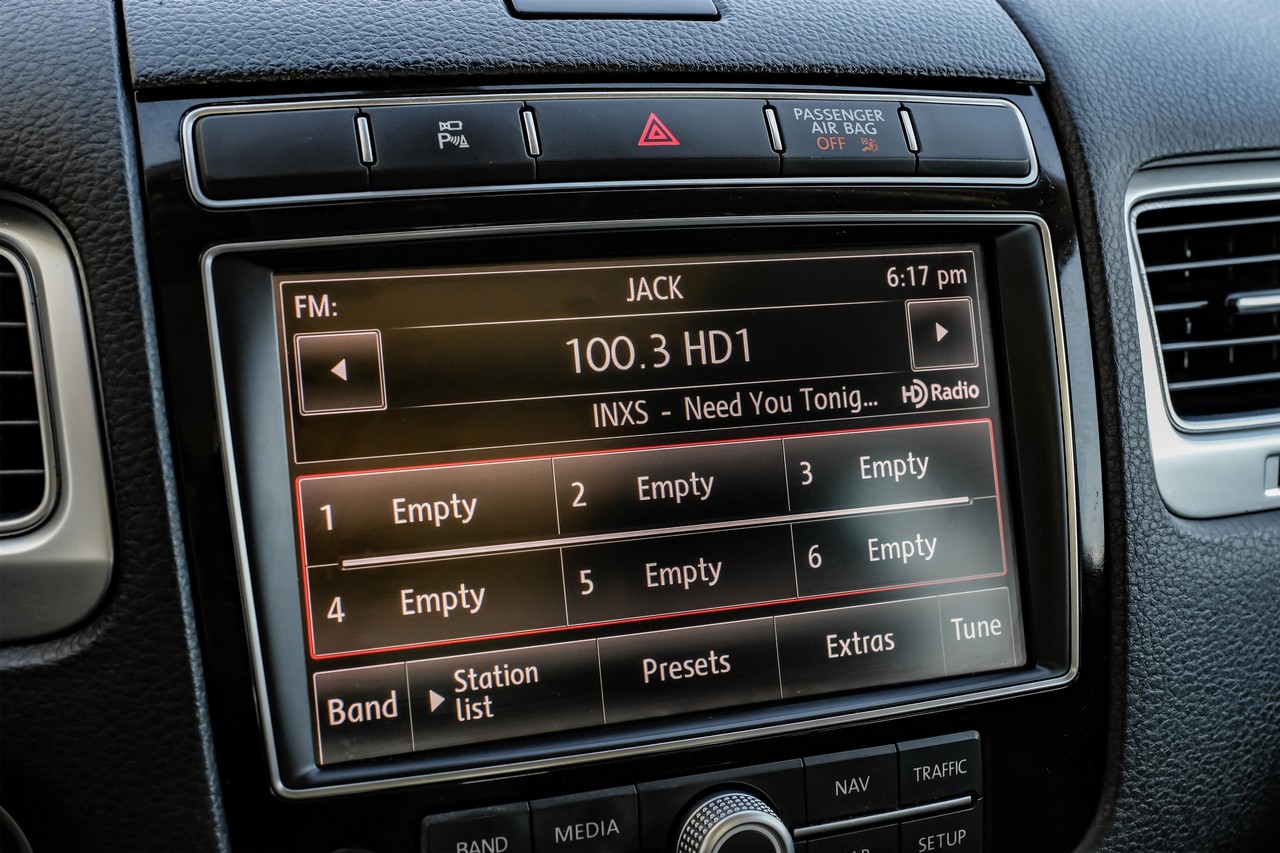 P
PASSENGER
AIR BAG
OFF
FM:
JACK
6:17 pm
100.3 HD1
INXS - Need You Tonig...
HD Radio
1 Empty
2 Empty
3 Empty
4 Empty
5 Empty
6 Empty
Band
Station
list
Presets
Extras
Tune
BAND
MEDIA
NAV
TRAFFIC
SETUP